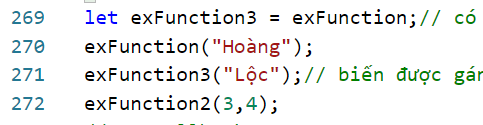 269 let exFunction3 = exFunction;// có
270 exFunction("Hoàng");
271 exFunction3("Lộc");// biến được gán
272 exFunction2(3,4);